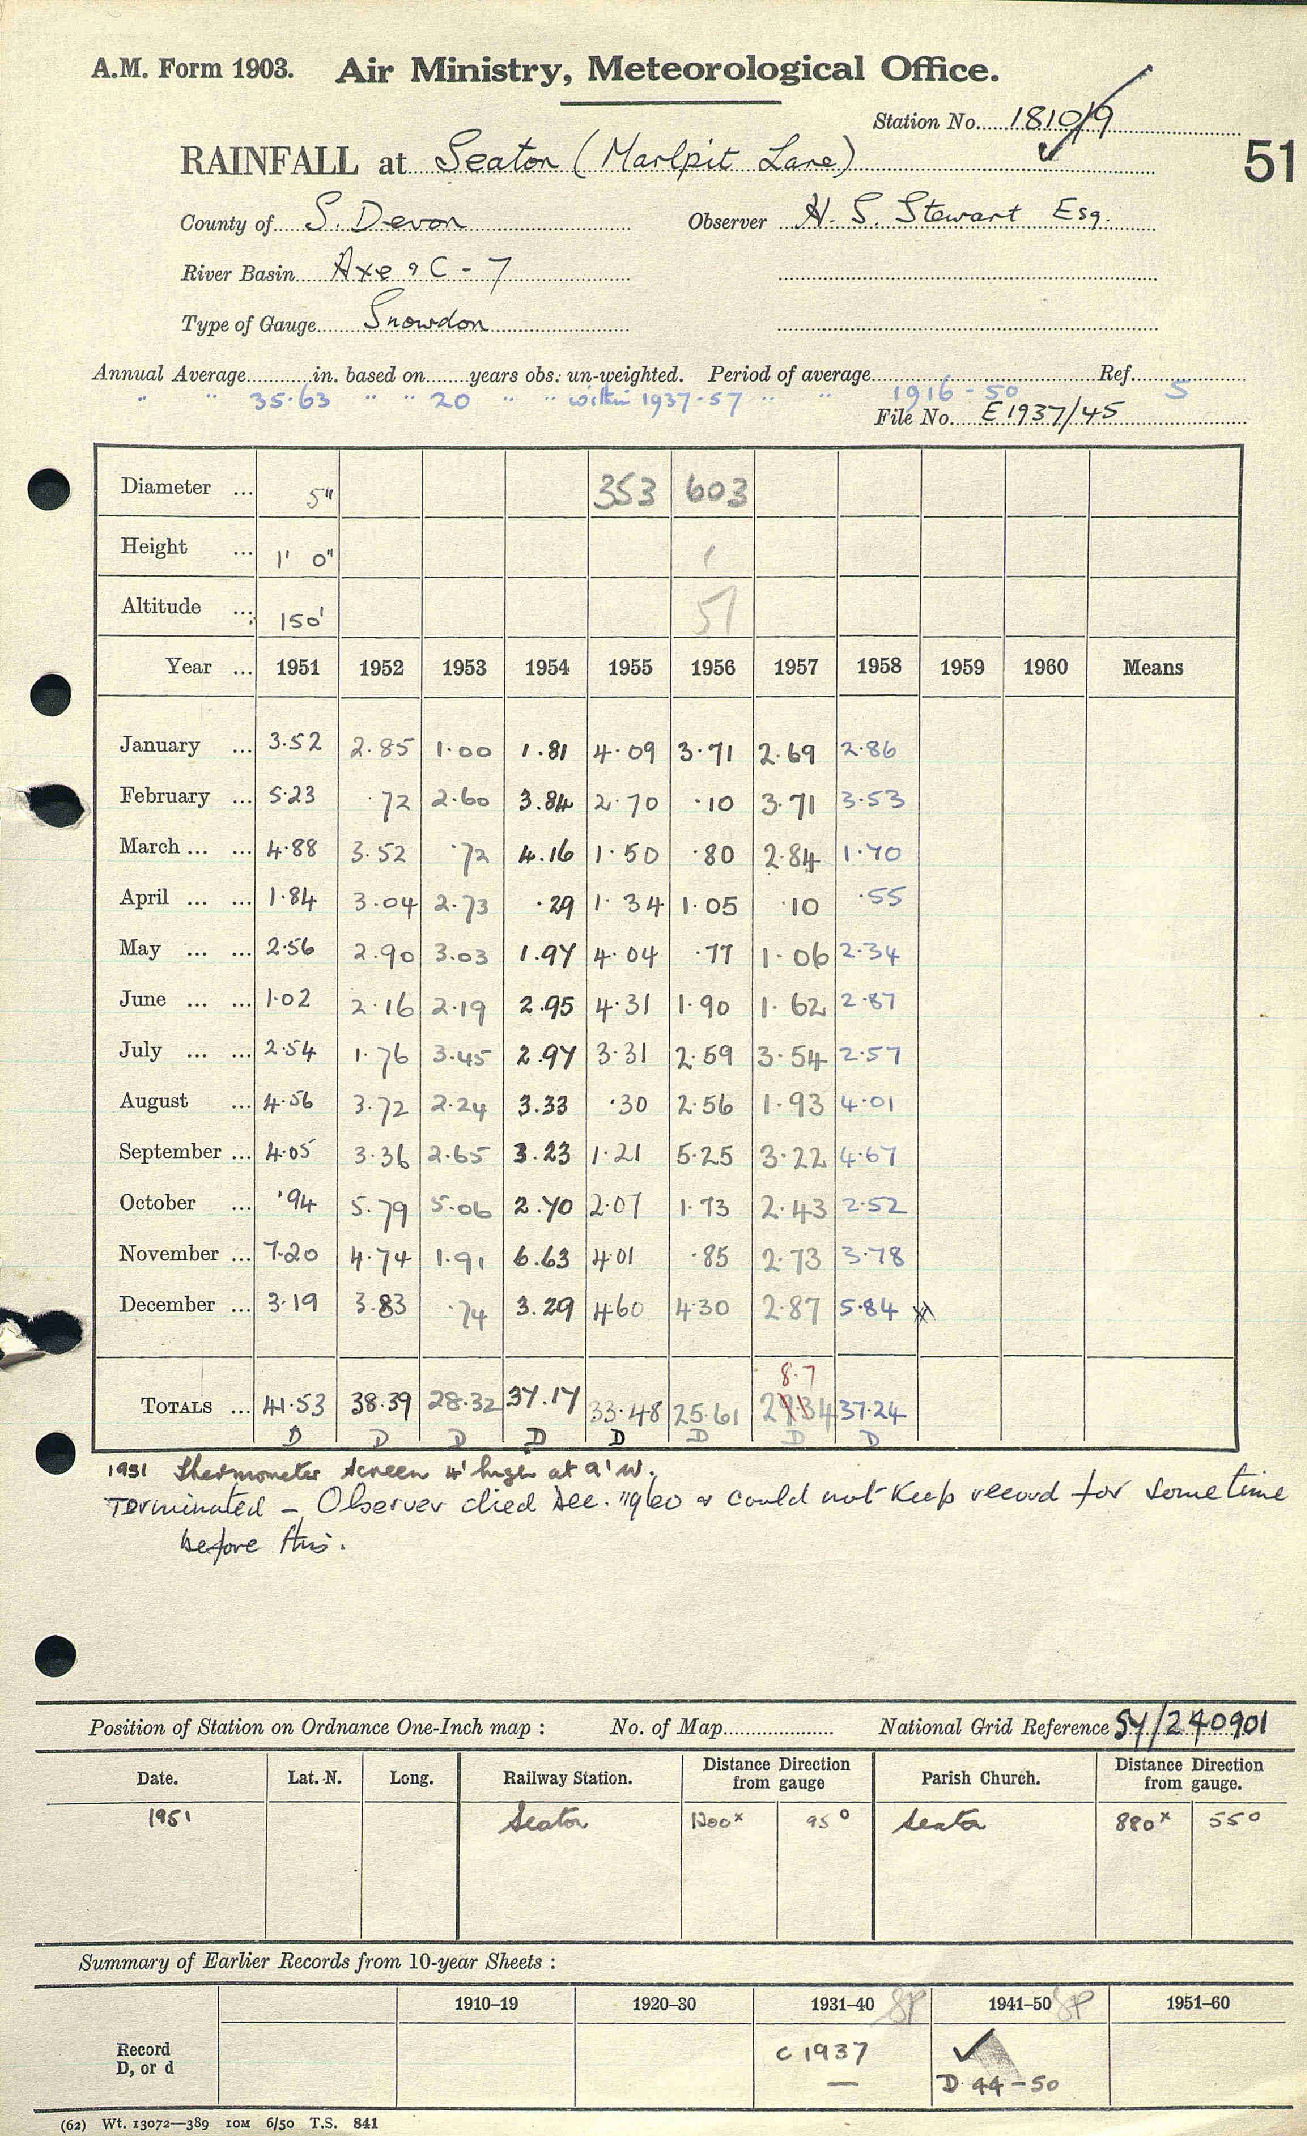 A.M. Form 1903. Air Ministry, Meteorological Office.
Station No. 1810/9
RAINFALL at Seaton (Marlpit Lane)
51
County of S. Devon Observer H. S. Stewart Esq.
River Basin Axe & C - 7
Type of Gauge Snowdon
Annual Average in. based on years obs. un-weighted. Period of average Ref.
" " 35.63 " " 20 " " within 1937-57 " " 1916-50 5
File No. E1937/45
Diameter ... 5" 353 603
Height ... 1' 0" 1
Altitude ... 150' 51
Year ... 1951 1952 1953 1954 1955 1956 1957 1958 1959 1960 Means
January ... 3.52 2.85 1.00 1.81 4.09 3.71 2.69 2.86
February ... 5.23 .72 2.60 3.84 2.70 .10 3.71 3.53
March ... ... 4.88 3.52 .72 4.16 1.50 .80 2.84 1.70
April ... ... 1.84 3.04 2.73 .29 1.34 1.05 .10 .55
May ... ... 2.56 2.90 3.03 1.97 4.04 .77 1.06 2.34
June ... ... 1.02 2.16 2.19 2.95 4.31 1.90 1.62 2.87
July ... ... 2.54 1.76 3.45 2.97 3.31 2.59 3.54 2.57
August ... 4.56 3.72 2.24 3.33 .30 2.56 1.93 4.01
September ... 4.05 3.36 2.65 3.23 1.21 5.25 3.22 4.67
October ... .94 5.79 5.06 2.70 2.07 1.73 2.43 2.52
November ... 7.20 4.74 1.91 6.63 4.01 .85 2.73 3.78
December ... 3.19 3.83 .74 3.29 4.60 4.30 2.87 5.84
8.7
TOTALS ... 41.53 38.39 28.32 37.17 33.48 25.61 2934 37.24
D D D D D D D D
1951 Thermometer screen 4' high at 9' W.
Terminated - Observer died Dec. 1960 & could not keep record for some time
before this.
Position of Station on Ordnance One-Inch map : No. of Map National Grid Reference SY/240901
Date. Lat. N. Long. Railway Station. Distance Direction from gauge Parish Church. Distance Direction from gauge.
1951 Seaton 1200x 95° Seaton 880x 55°
Summary of Earlier Records from 10-year Sheets :
1910-19 1920-30 1931-40 SP 1941-50 SP 1951-60
Record D, or d C 1937 — ✓ D 44-50
(62) Wt. 13072—389 10M 6/50 T.S. 841